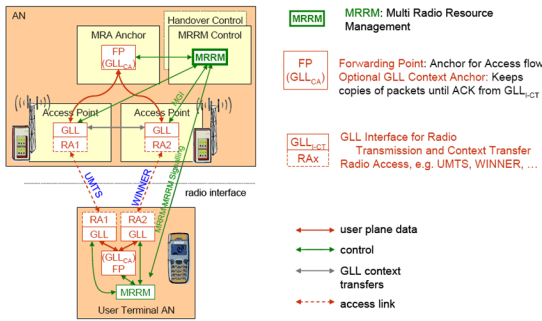 AN
Handover Control
MRA Anchor
MRRM Control
FP
(GLLCA)
MRRM
MGI
Access Point
Access Point
GLL
RA1
GLL
RA2
UMTS
WINNER
MRRM-MRRM Signalling
radio interface
RA1
GLL
RA2
GLL
(GLLCA)
FP
MRRM
User Terminal AN
MRRM
MRRM: Multi Radio Resource
Management
FP
(GLLCA)
Forwarding Point: Anchor for Access flow
Optional GLL Context Anchor: Keeps
copies of packets until ACK from GLLI-CT
GLLI-CT
RAx
GLL Interface for Radio
Transmission and Context Transfer
Radio Access, e.g. UMTS, WINNER, …
user plane data
control
GLL context
transfers
access link